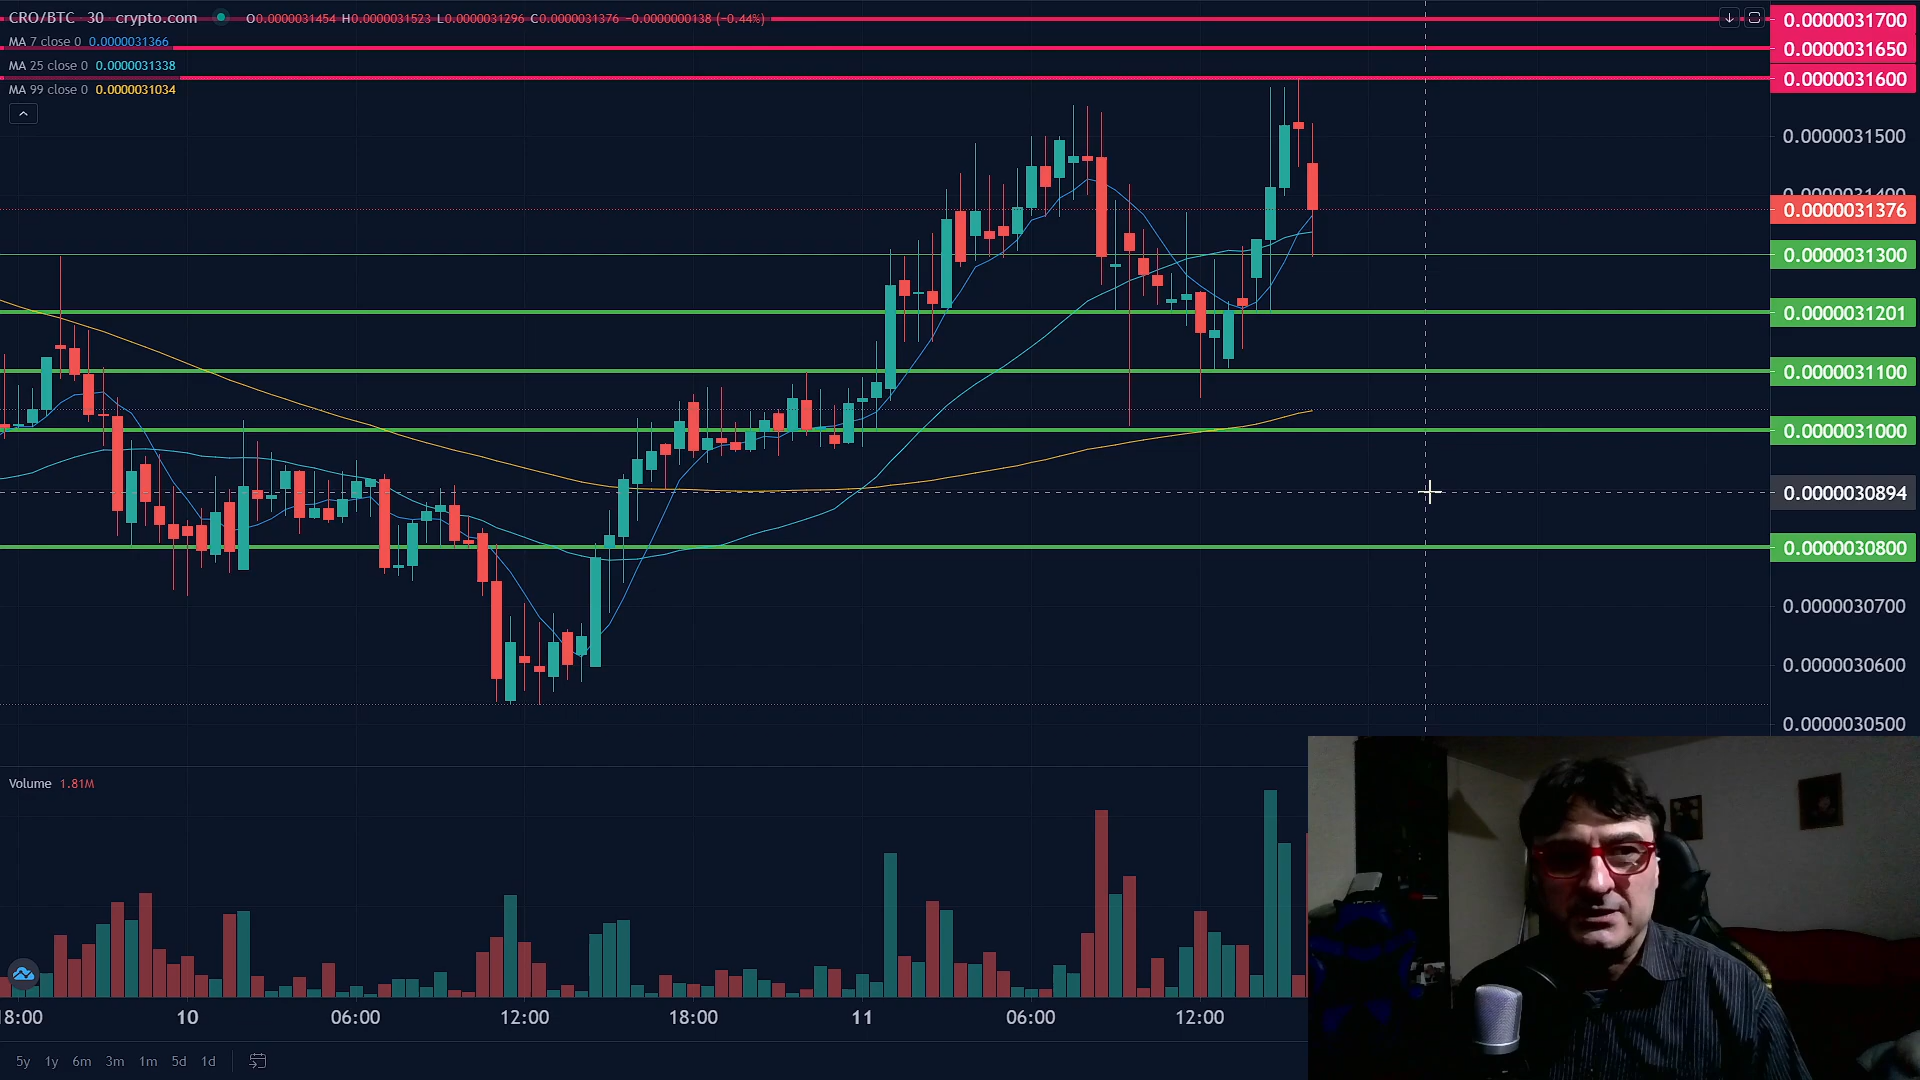 CRO/BTC · 30 · crypto.com O0.0000031454 H0.0000031523 L0.0000031296 C0.0000031376 −0.0000000138 (−0.44%)
MA 7 close 0 0.0000031366
MA 25 close 0 0.0000031338
MA 99 close 0 0.0000031034
0.0000031700
0.0000031650
0.0000031600
0.0000031500
0.0000031400
0.0000031376
0.0000031300
0.0000031201
0.0000031100
0.0000031000
0.0000030894
0.0000030800
0.0000030700
0.0000030600
0.0000030500
Volume 1.81M
18:00 10 06:00 12:00 18:00 11 06:00 12:00
5y 1y 6m 3m 1m 5d 1d